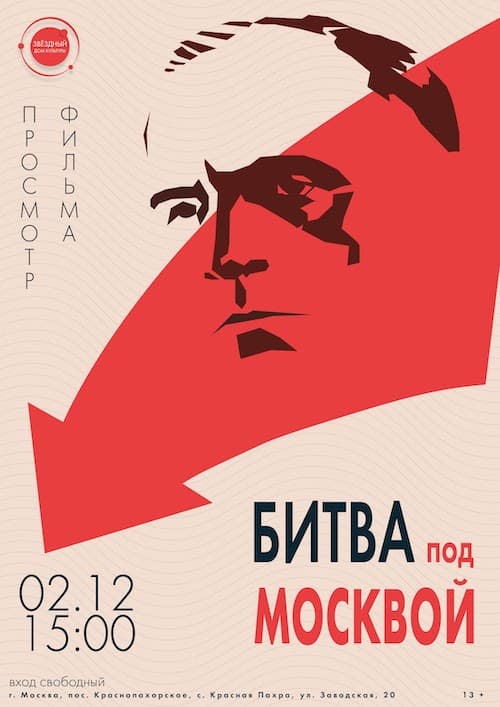 ЗВЁЗДНЫЙ
ДОМ КУЛЬТУРЫ
ПРОСМОТР
ФИЛЬМА
БИТВА под
МОСКВОЙ
02.12
15:00
вход свободный
г. Москва, пос. Краснопахорское, с. Красная Пахра, ул. Заводская, 20 13 +